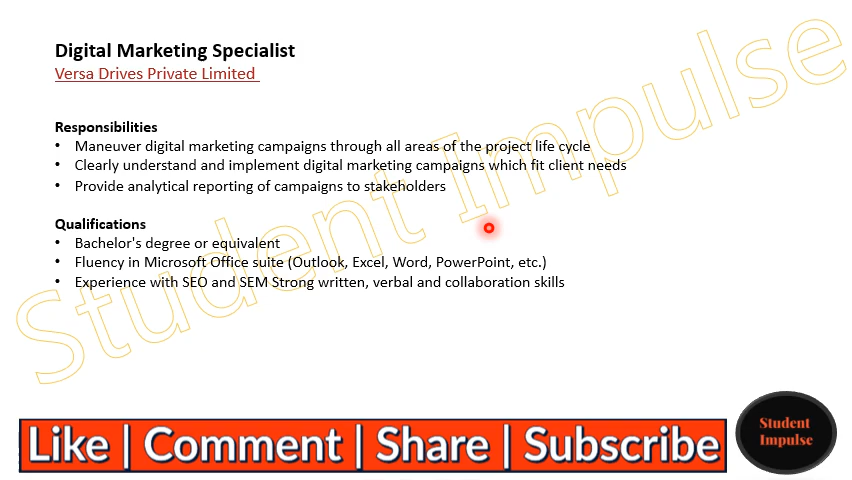 Digital Marketing Specialist
Versa Drives Private Limited
Responsibilities
• Maneuver digital marketing campaigns through all areas of the project life cycle
• Clearly understand and implement digital marketing campaigns which fit client needs
• Provide analytical reporting of campaigns to stakeholders
Qualifications
• Bachelor's degree or equivalent
• Fluency in Microsoft Office suite (Outlook, Excel, Word, PowerPoint, etc.)
• Experience with SEO and SEM Strong written, verbal and collaboration skills
Student Impulse
Like | Comment | Share | Subscribe
Student
Impulse